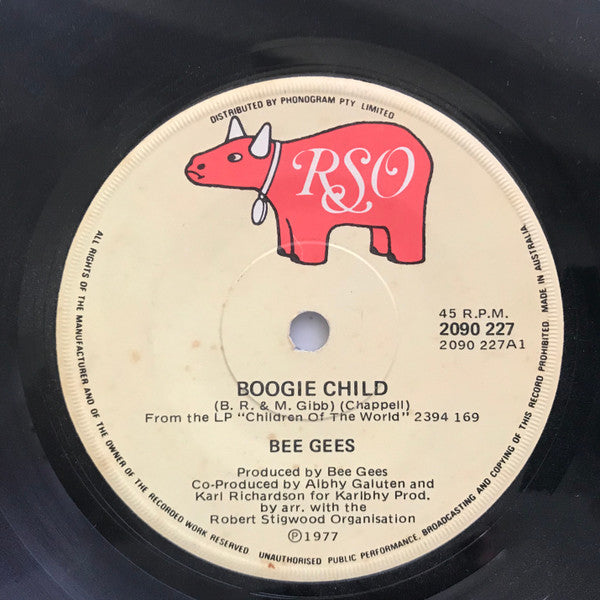 DISTRIBUTED BY PHONOGRAM PTY LIMITED
RSO
45 R.P.M.
2090 227
2090 227A1
BOOGIE CHILD
(B. R. & M. Gibb) (Chappell)
From the LP "Children Of The World" 2394 169
BEE GEES
Produced by Bee Gees
Co-Produced by Albhy Galuten and
Karl Richardson for Karlbhy Prod.
by arr. with the
Robert Stigwood Organisation
Ⓟ1977
ALL RIGHTS OF THE MANUFACTURER AND OF THE OWNER OF THE RECORDED WORK RESERVED UNAUTHORISED PUBLIC PERFORMANCE, BROADCASTING AND COPYING OF THIS RECORD PROHIBITED MADE IN AUSTRALIA